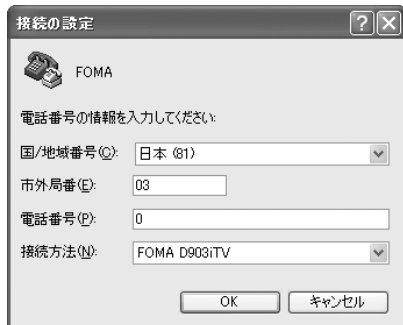 接続の設定
FOMA
電話番号の情報を入力してください:
国/地域番号(C): 日本 (81)
市外局番(E): 03
電話番号(P): 0
接続方法(N): FOMA D903iTV
OK キャンセル